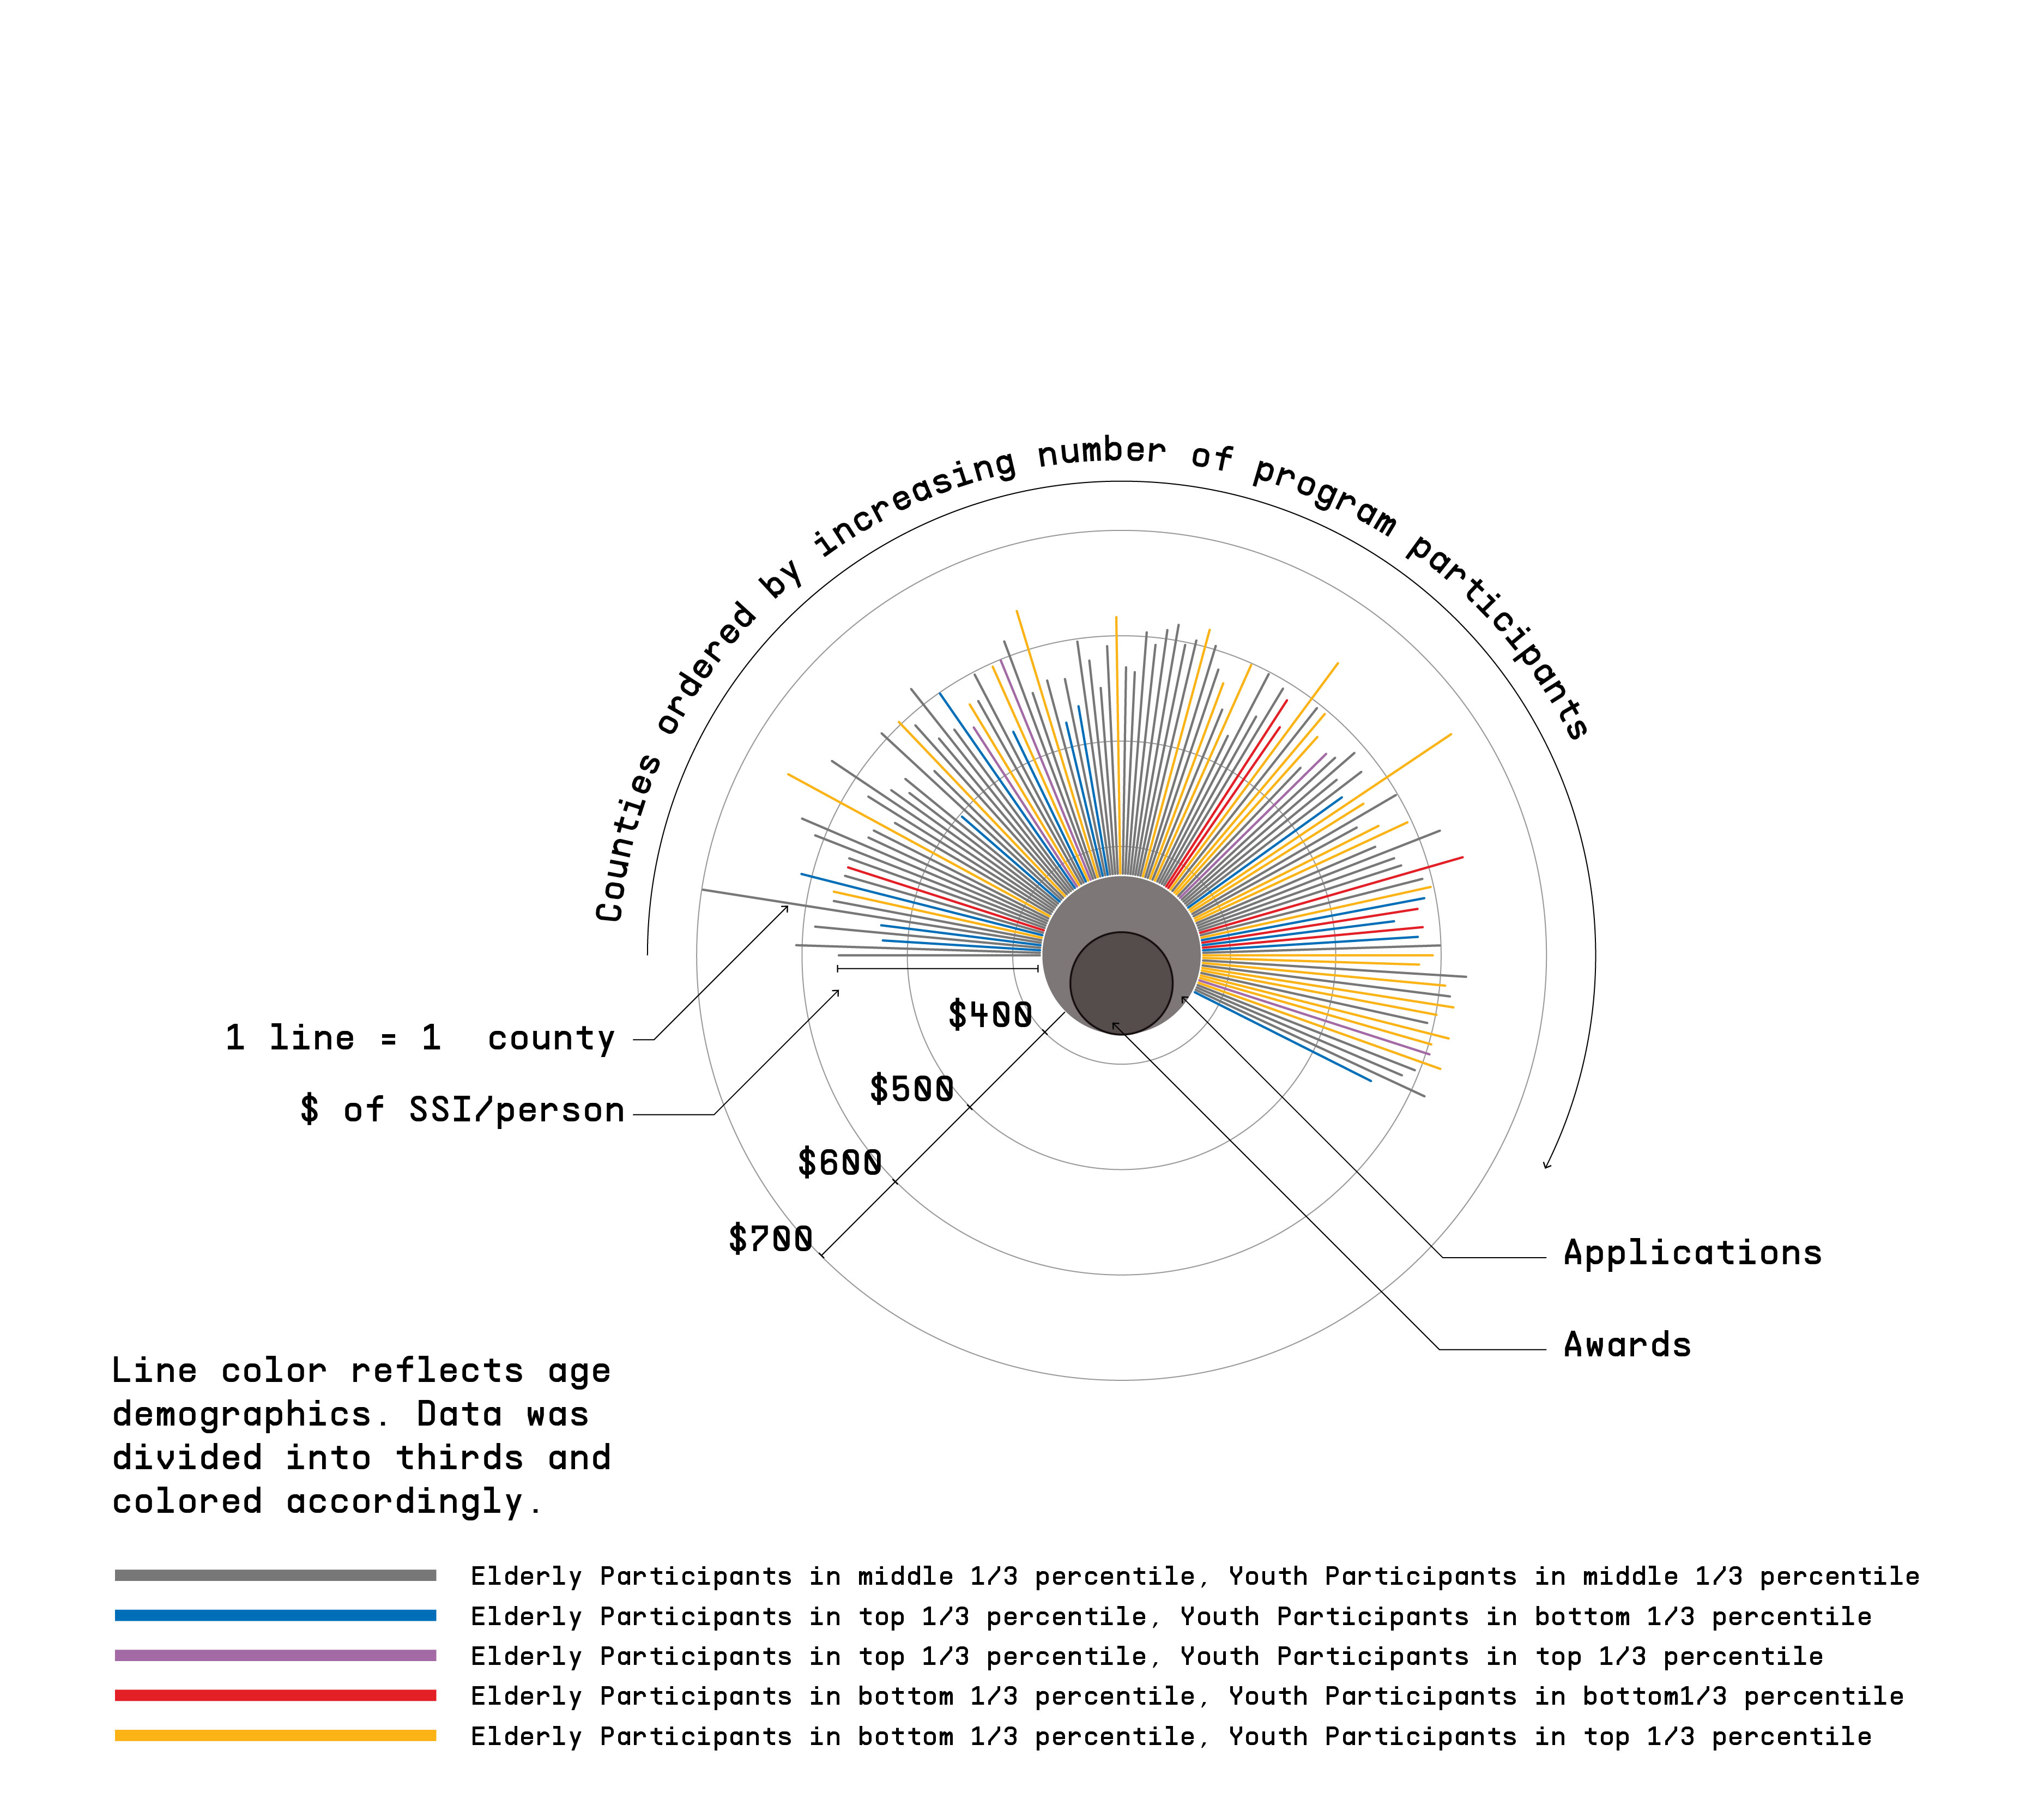 Counties ordered by increasing number of program participants
1 line = 1 county
$ of SSI/person
$400
$500
$600
$700
Applications
Awards
Line color reflects age
demographics. Data was
divided into thirds and
colored accordingly.
Elderly Participants in middle 1/3 percentile, Youth Participants in middle 1/3 percentile
Elderly Participants in top 1/3 percentile, Youth Participants in bottom 1/3 percentile
Elderly Participants in top 1/3 percentile, Youth Participants in top 1/3 percentile
Elderly Participants in bottom 1/3 percentile, Youth Participants in bottom1/3 percentile
Elderly Participants in bottom 1/3 percentile, Youth Participants in top 1/3 percentile